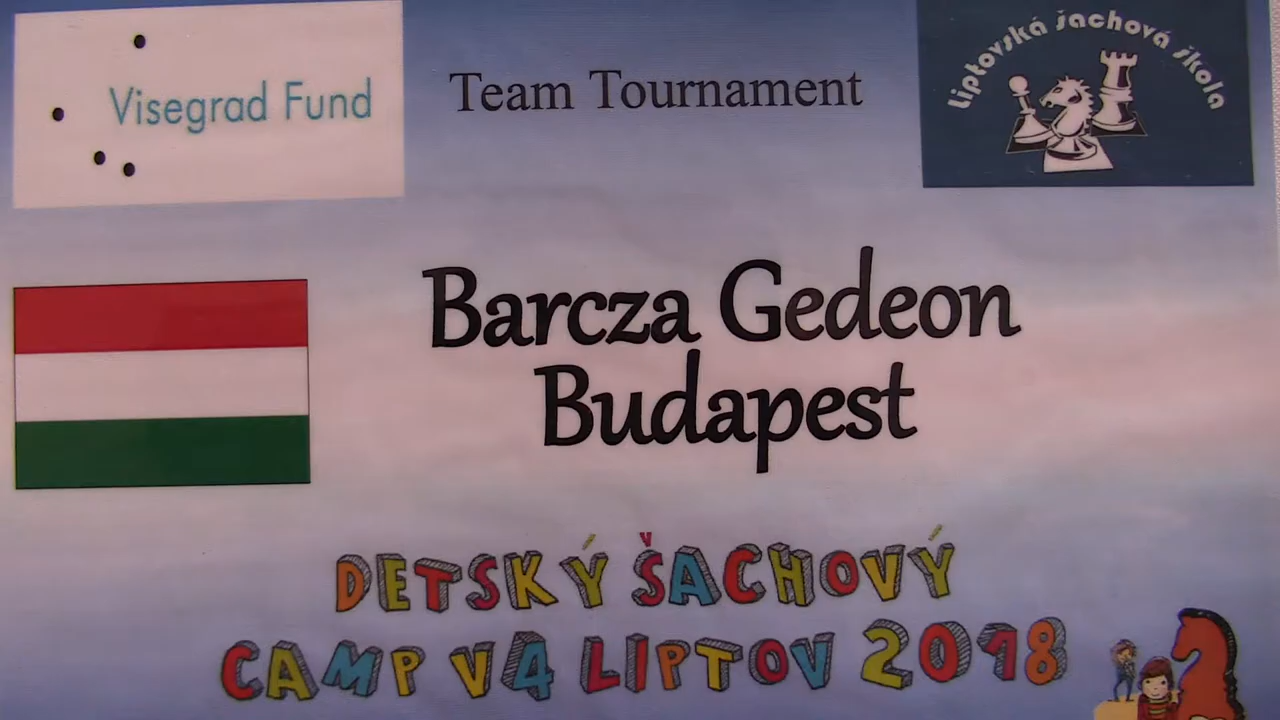 Visegrad Fund
Team Tournament
Liptovská šachová škola
Barcza Gedeon
Budapest
DETSKÝ ŠACHOVÝ
CAMP V4 LIPTOV 2018